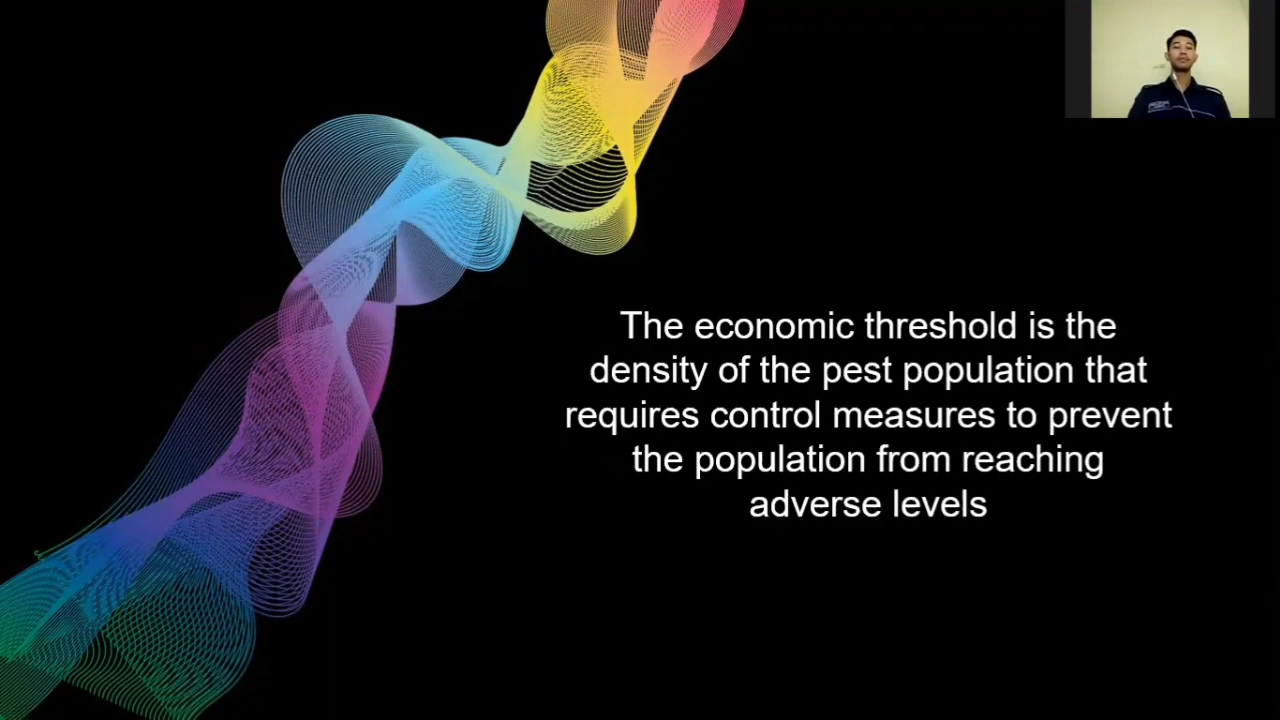 The economic threshold is the
density of the pest population that
requires control measures to prevent
the population from reaching
adverse levels